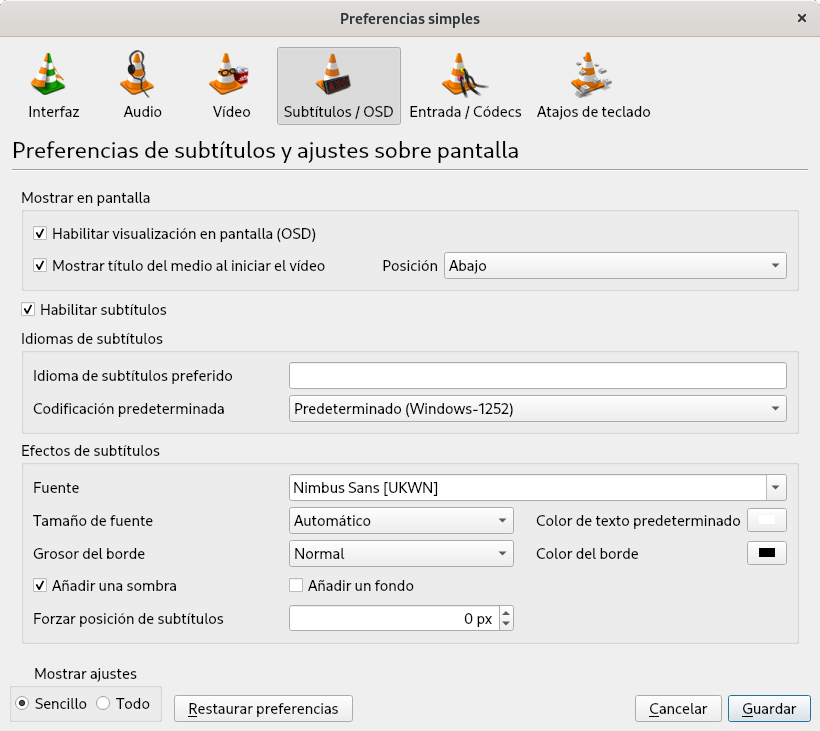 Preferencias simples
Interfaz Audio Vídeo Subtítulos / OSD Entrada / Códecs Atajos de teclado
Preferencias de subtítulos y ajustes sobre pantalla
Mostrar en pantalla
Habilitar visualización en pantalla (OSD)
Mostrar título del medio al iniciar el vídeo Posición Abajo
Habilitar subtítulos
Idiomas de subtítulos
Idioma de subtítulos preferido
Codificación predeterminada Predeterminado (Windows-1252)
Efectos de subtítulos
Fuente Nimbus Sans [UKWN]
Tamaño de fuente Automático Color de texto predeterminado
Grosor del borde Normal Color del borde
Añadir una sombra Añadir un fondo
Forzar posición de subtítulos 0 px
Mostrar ajustes
Sencillo Todo Restaurar preferencias Cancelar Guardar